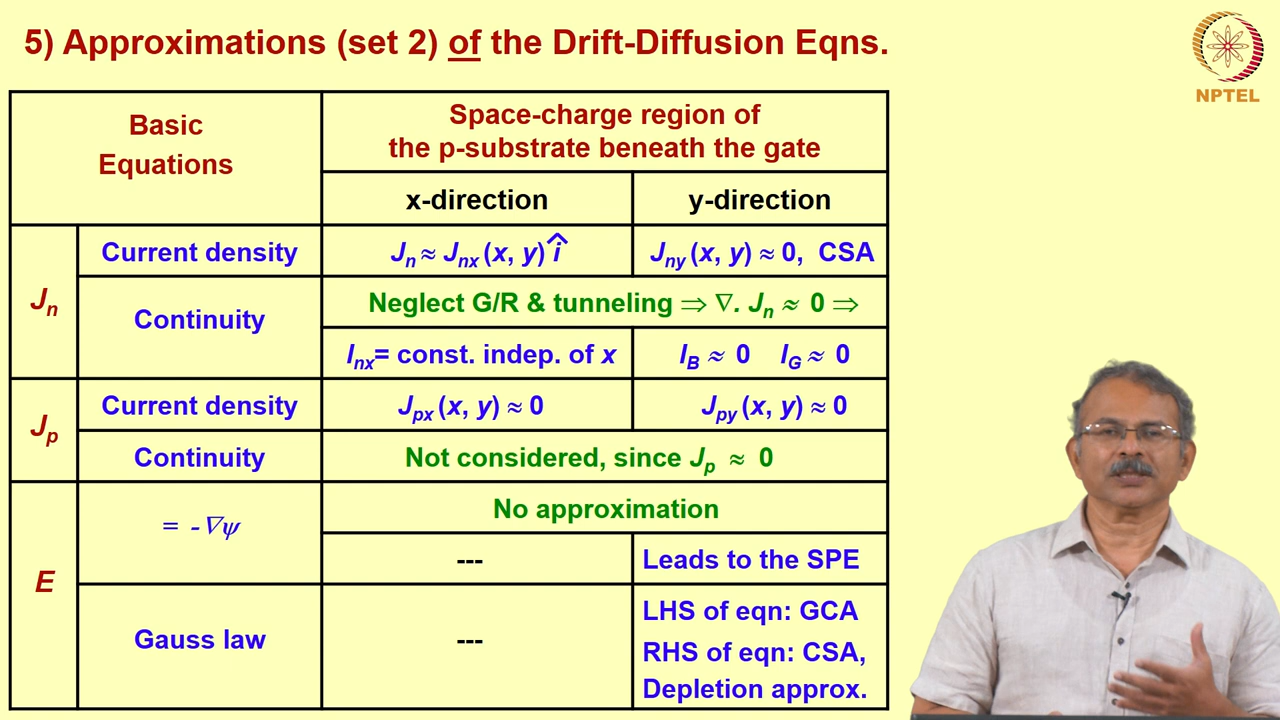 5) Approximations (set 2) of the Drift-Diffusion Eqns.
NPTEL
Basic
Equations
Space-charge region of
the p-substrate beneath the gate
x-direction
y-direction
Jn
Current density
Jn ≈ Jnx (x, y) î
Jny (x, y) ≈ 0, CSA
Continuity
Neglect G/R & tunneling ⇒ ∇. Jn ≈ 0 ⇒
Inx= const. indep. of x
IB ≈ 0 IG ≈ 0
Jp
Current density
Jpx (x, y) ≈ 0
Jpy (x, y) ≈ 0
Continuity
Not considered, since Jp ≈ 0
E
= -∇ψ
No approximation
---
Leads to the SPE
Gauss law
---
LHS of eqn: GCA
RHS of eqn: CSA,
Depletion approx.